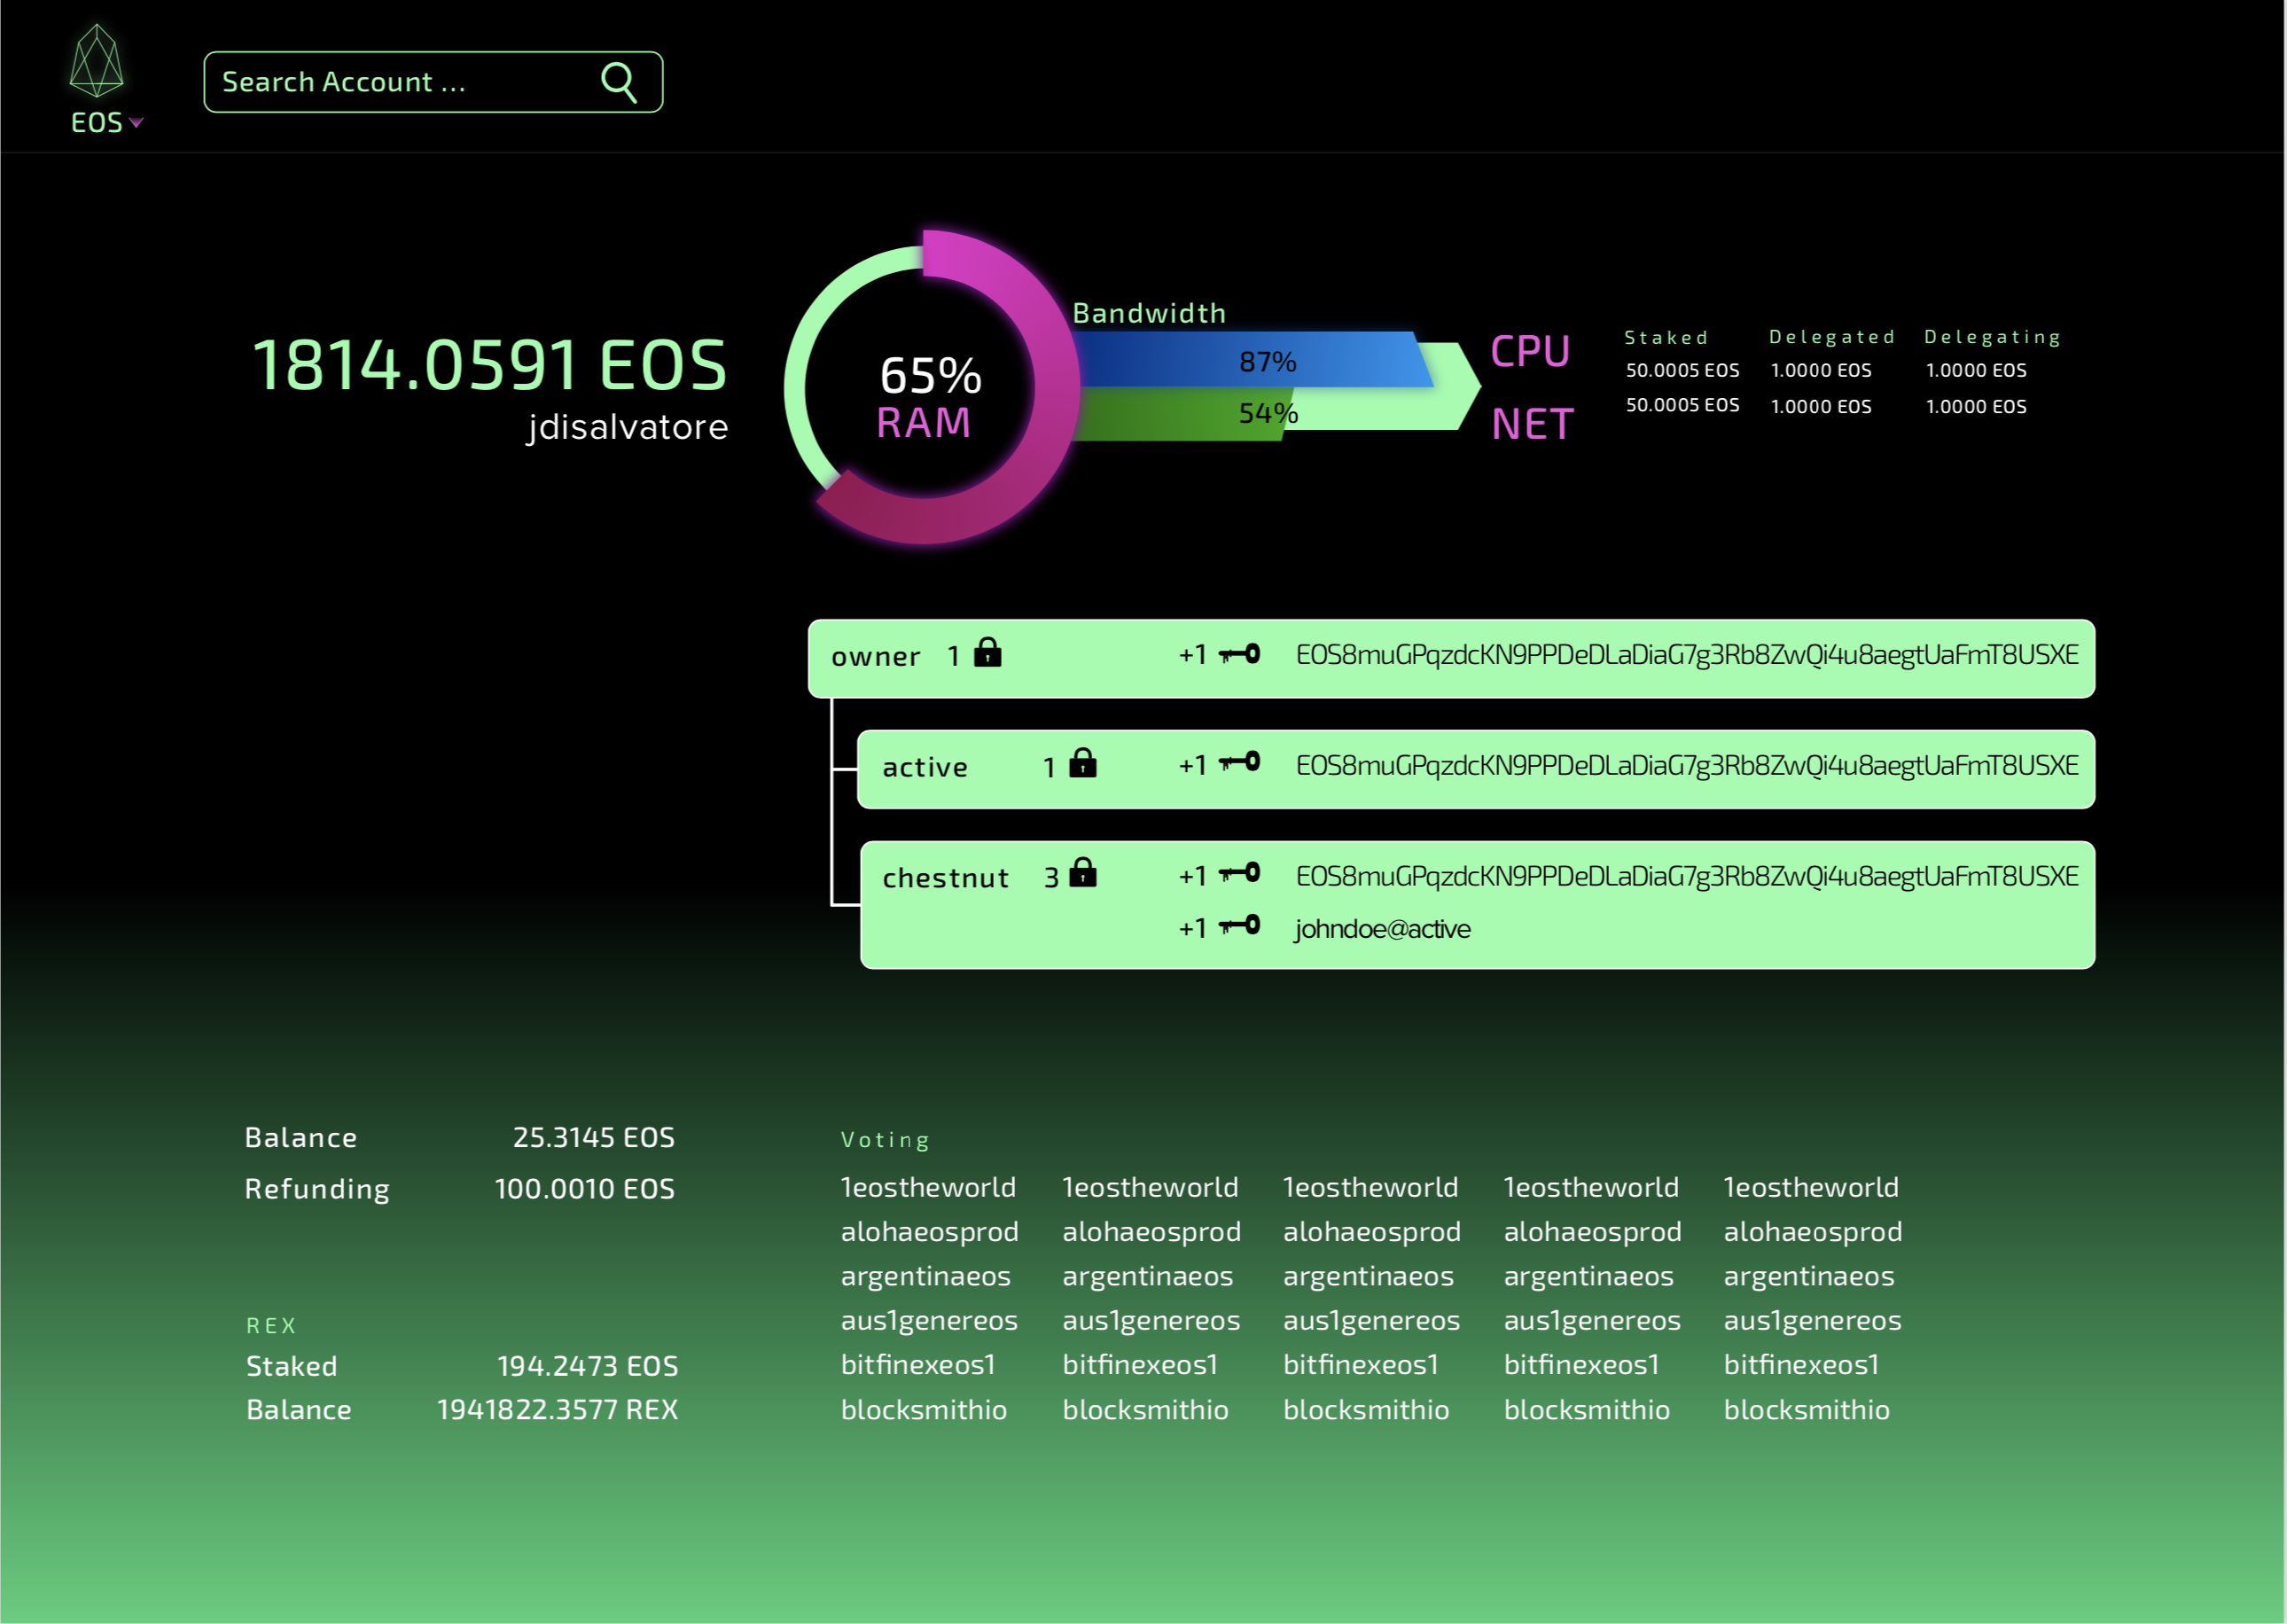 EOS
Search Account ...
1814.0591 EOS
jdisalvatore
65%
RAM
Bandwidth
87%
54%
CPU
NET
Staked Delegated Delegating
50.0005 EOS 1.0000 EOS 1.0000 EOS
50.0005 EOS 1.0000 EOS 1.0000 EOS
owner 1 +1 EOS8muGPqzdcKN9PPDeDLaDiaG7g3Rb8ZwQi4u8aegtUaFmT8USXE
active 1 +1 EOS8muGPqzdcKN9PPDeDLaDiaG7g3Rb8ZwQi4u8aegtUaFmT8USXE
chestnut 3 +1 EOS8muGPqzdcKN9PPDeDLaDiaG7g3Rb8ZwQi4u8aegtUaFmT8USXE
+1 johndoe@active
Balance 25.3145 EOS
Refunding 100.0010 EOS
REX
Staked 194.2473 EOS
Balance 1941822.3577 REX
Voting
1eostheworld 1eostheworld 1eostheworld 1eostheworld 1eostheworld
alohaeosprod alohaeosprod alohaeosprod alohaeosprod alohaeosprod
argentinaeos argentinaeos argentinaeos argentinaeos argentinaeos
aus1genereos aus1genereos aus1genereos aus1genereos aus1genereos
bitfinexeos1 bitfinexeos1 bitfinexeos1 bitfinexeos1 bitfinexeos1
blocksmithio blocksmithio blocksmithio blocksmithio blocksmithio